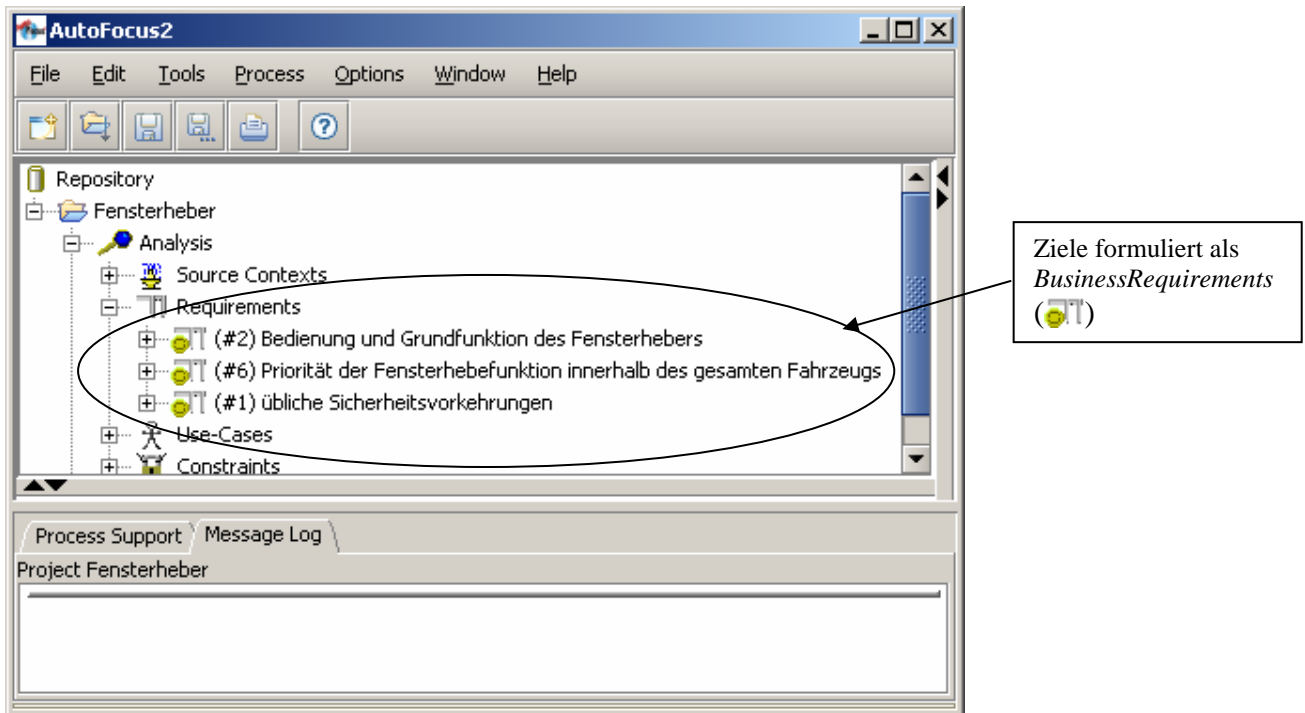 AutoFocus2
File Edit Tools Process Options Window Help
Repository
Fensterheber
Analysis
Source Contexts
Requirements
(#2) Bedienung und Grundfunktion des Fensterhebers
(#6) Priorität der Fensterhebefunktion innerhalb des gesamten Fahrzeugs
(#1) übliche Sicherheitsvorkehrungen
Use-Cases
Constraints
Process Support Message Log
Project Fensterheber
Ziele formuliert als
BusinessRequirements
( )